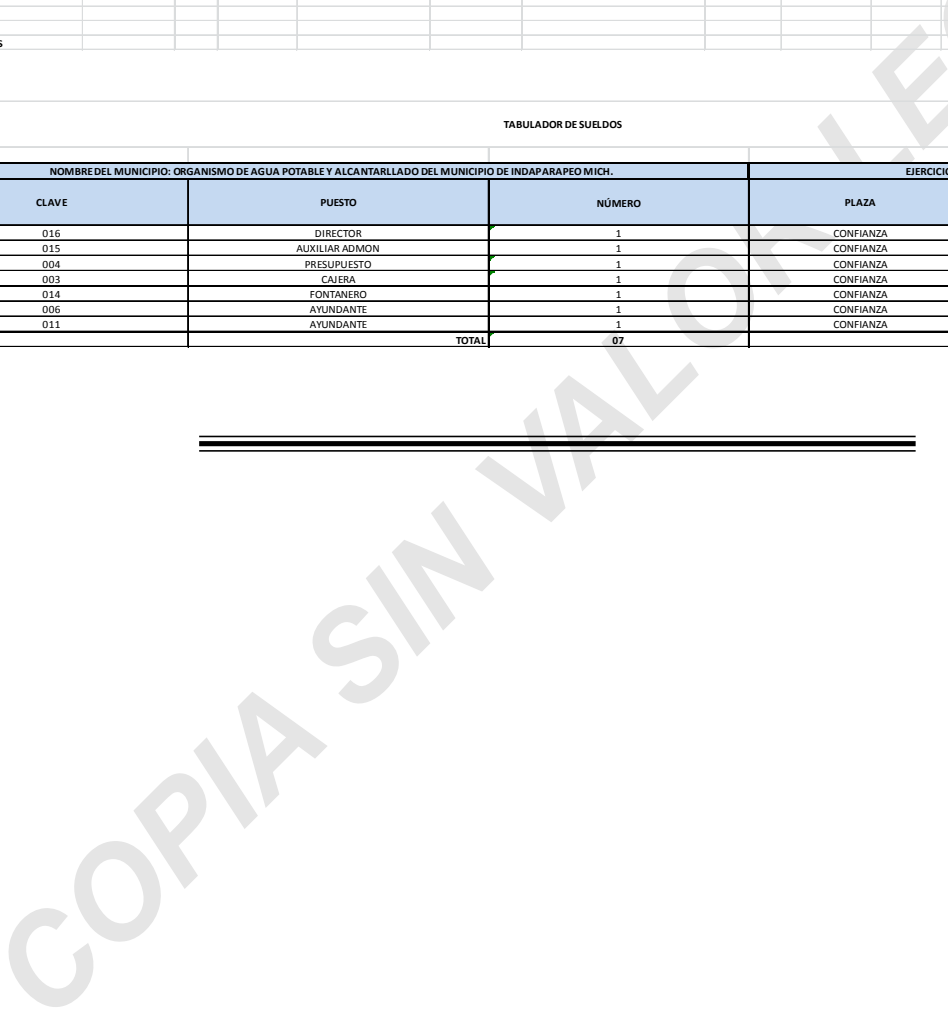 S
TABULADOR DE SUELDOS
NOMBRE DEL MUNICIPIO: ORGANISMO DE AGUA POTABLE Y ALCANTARLLADO DEL MUNICIPIO DE INDAPARAPEO MICH. EJERCICIO
CLAVE PUESTO NÚMERO PLAZA
016 DIRECTOR 1 CONFIANZA
015 AUXILIAR ADMON 1 CONFIANZA
004 PRESUPUESTO 1 CONFIANZA
003 CAJERA 1 CONFIANZA
014 FONTANERO 1 CONFIANZA
006 AYUNDANTE 1 CONFIANZA
011 AYUNDANTE 1 CONFIANZA
TOTAL 07
COPIA SIN VALOR LE